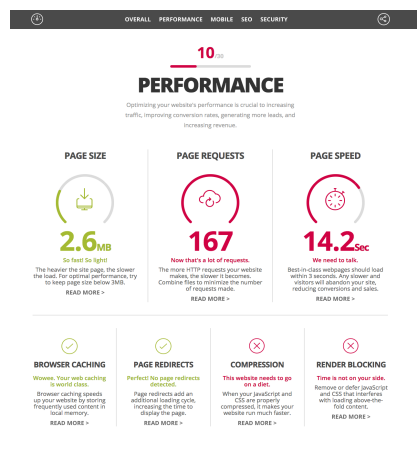 OVERALL PERFORMANCE MOBILE SEO SECURITY
10/30
PERFORMANCE
Optimizing your website's performance is crucial to increasing
traffic, improving conversion rates, generating more leads, and
increasing revenue.
PAGE SIZE
2.6MB
So fast! So light!
The heavier the site page, the slower
the load. For optimal performance, try
to keep page size below 3MB.
READ MORE >
PAGE REQUESTS
167
Now that's a lot of requests.
The more HTTP requests your website
makes, the slower it becomes.
Combine files to minimize the number
of requests made.
READ MORE >
PAGE SPEED
14.2Sec
We need to talk.
Best-in-class webpages should load
within 3 seconds. Any slower and
visitors will abandon your site,
reducing conversions and sales.
READ MORE >
BROWSER CACHING
Wowee. Your web caching
is world class.
Browser caching speeds
up your website by storing
frequently used content in
local memory.
READ MORE >
PAGE REDIRECTS
Perfect! No page redirects
detected.
Page redirects add an
additional loading cycle,
increasing the time to
display the page.
READ MORE >
COMPRESSION
This website needs to go
on a diet.
When your JavaScript and
CSS are properly
compressed, it makes your
website run much faster.
READ MORE >
RENDER BLOCKING
Time is not on your side.
Remove or defer JavaScript
and CSS that interferes
with loading above-the-
fold content.
READ MORE >